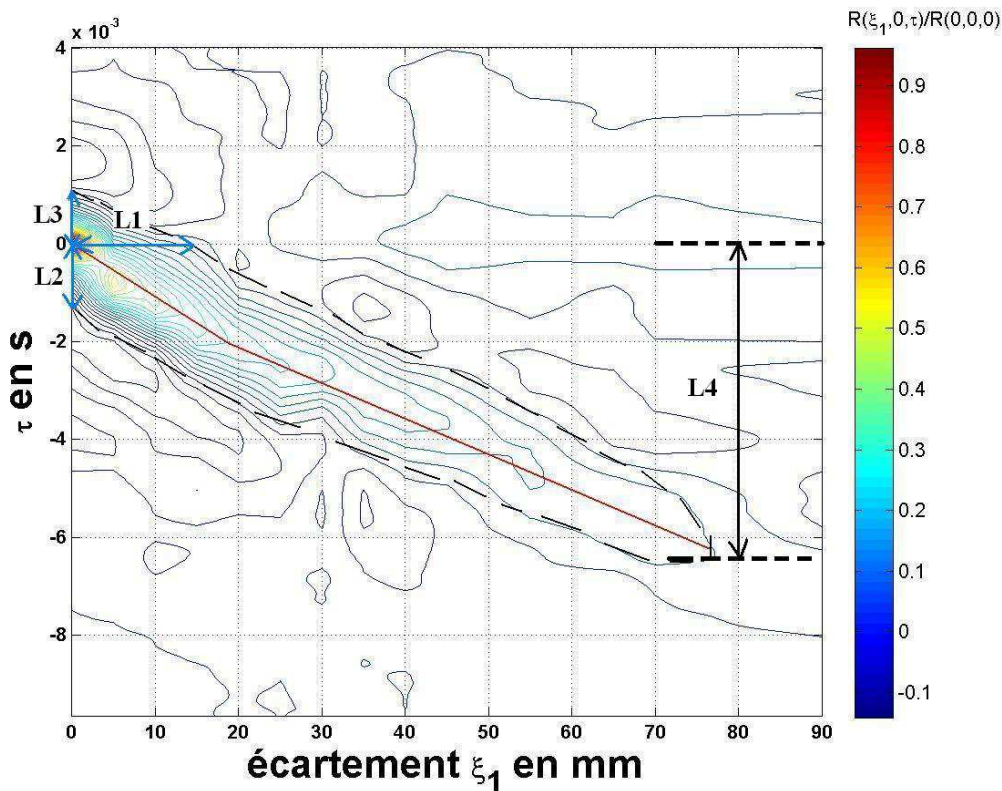 R(ξ₁,0,τ)/R(0,0,0)
x 10⁻³
4
2
0
-2
-4
-6
-8
L3
L1
L2
L4
0.9
0.8
0.7
0.6
0.5
0.4
0.3
0.2
0.1
0
-0.1
τ en s
0 10 20 30 40 50 60 70 80 90
écartement ξ₁ en mm